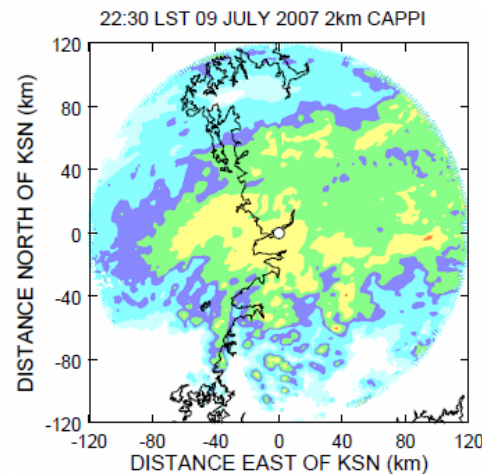 22:30 LST 09 JULY 2007 2km CAPPI
DISTANCE NORTH OF KSN (km)
120
80
40
0
-40
-80
-120
-120 -80 -40 0 40 80 120
DISTANCE EAST OF KSN (km)